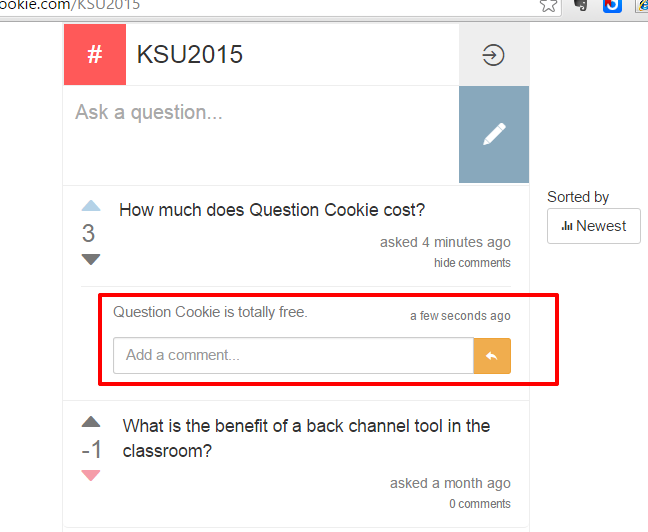 ookie.com/KSU2015
# KSU2015
Ask a question...
Sorted by
Newest
How much does Question Cookie cost?
3
asked 4 minutes ago
hide comments
Question Cookie is totally free.
a few seconds ago
Add a comment...
What is the benefit of a back channel tool in the
classroom?
-1
asked a month ago
0 comments